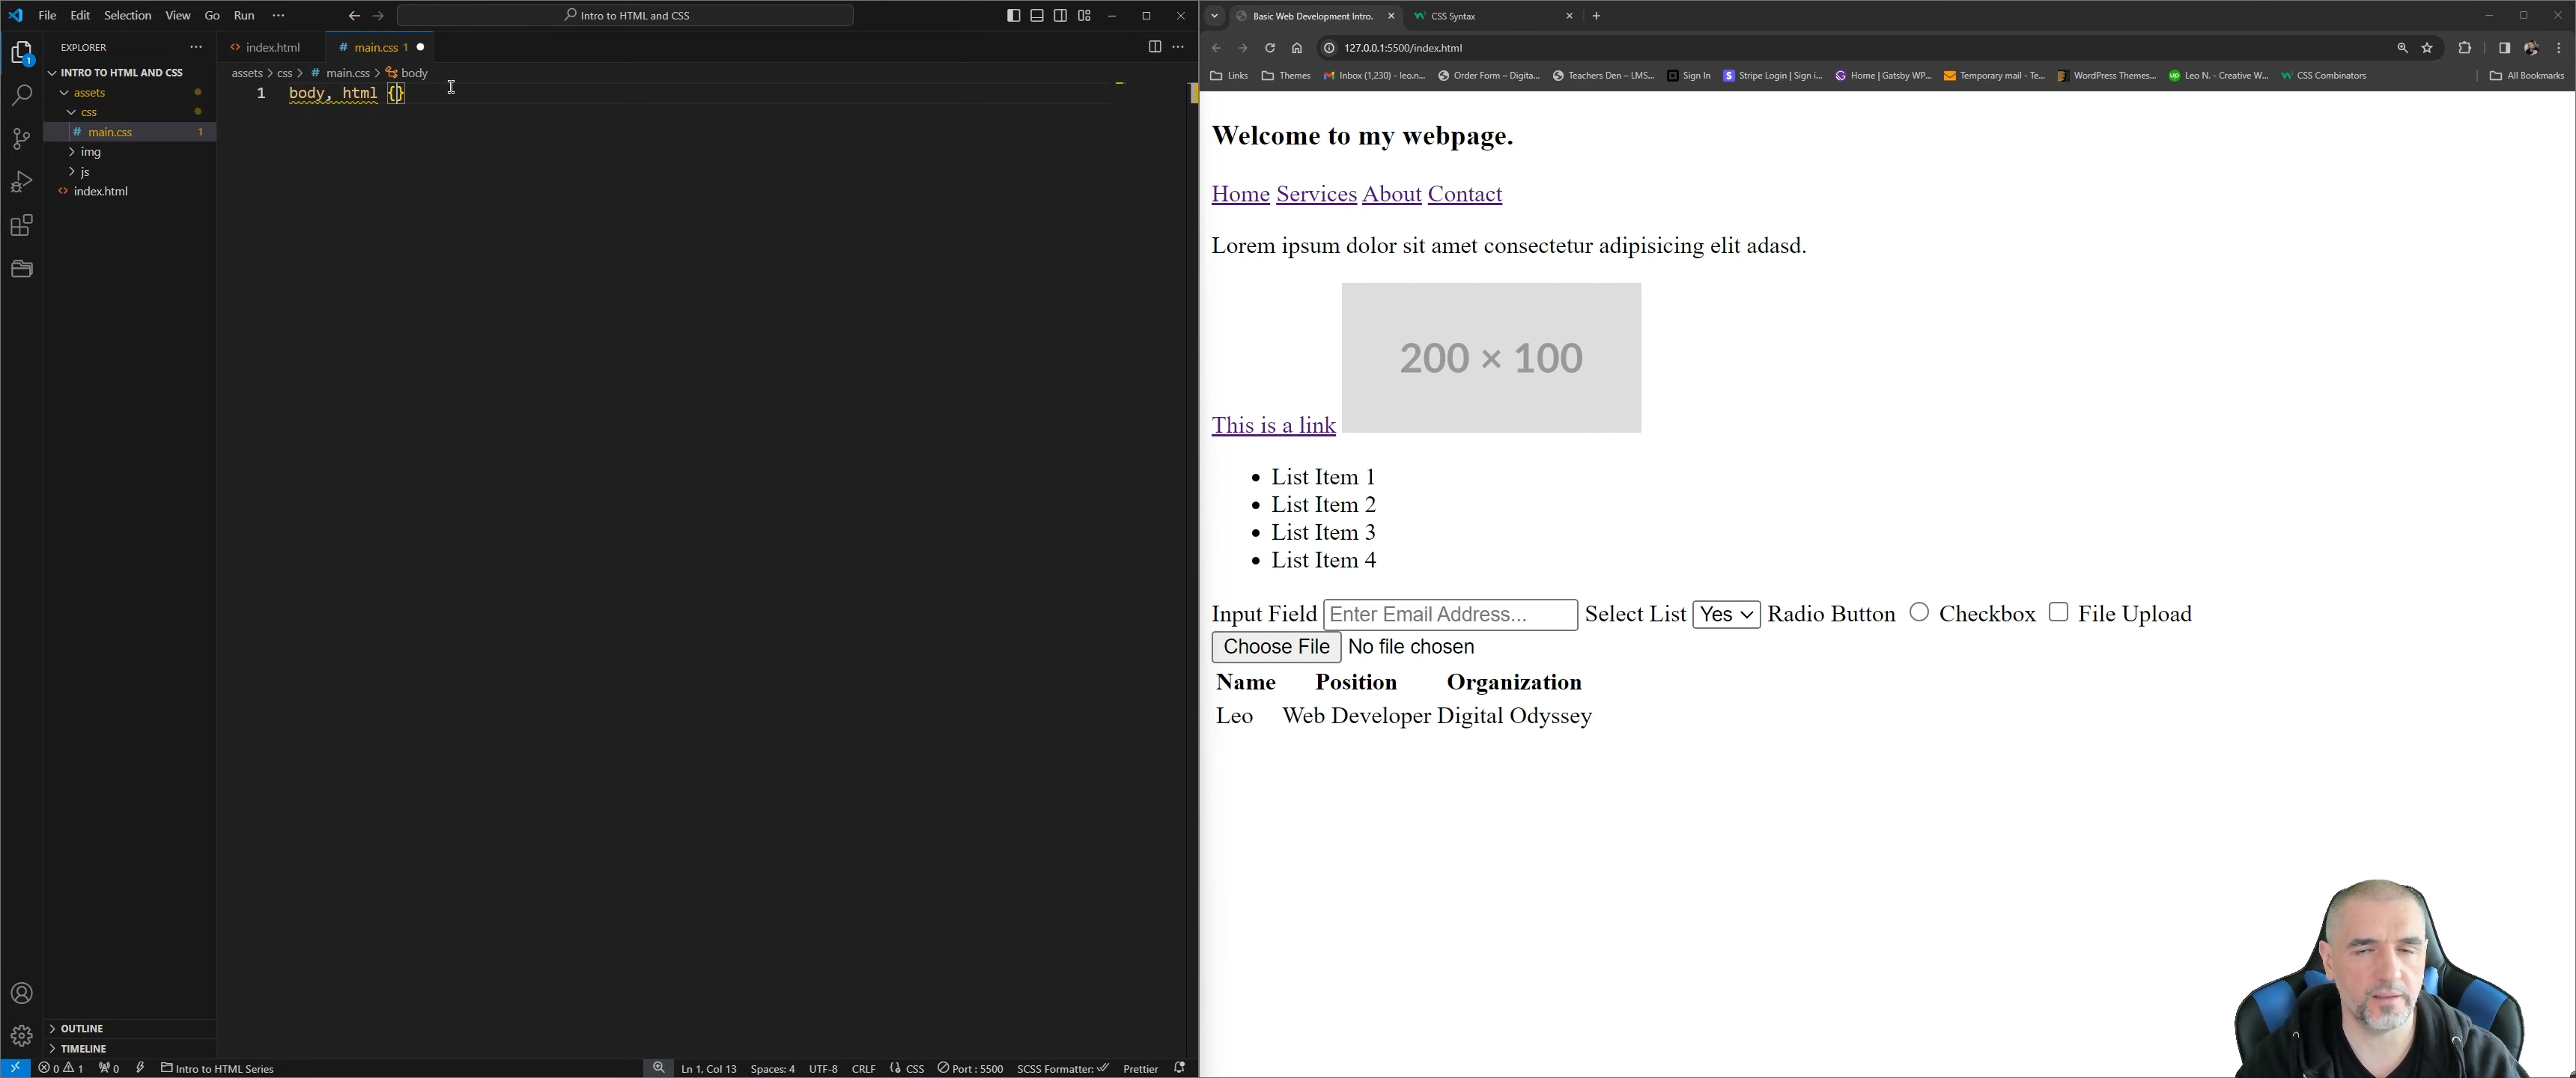 File Edit Selection View Go Run ··· Intro to HTML and CSS
EXPLORER ···
INTRO TO HTML AND CSS
assets
css
# main.css 1
img
js
<> index.html
OUTLINE
TIMELINE
<> index.html # main.css 1
assets > css > # main.css > body
1 body, html {}
0 1 0 Intro to HTML Series Ln 1, Col 13 Spaces: 4 UTF-8 CRLF {} CSS Port : 5500 SCSS Formatter: Prettier
Basic Web Development Intro. CSS Syntax
127.0.0.1:5500/index.html
Links Themes Inbox (1,230) - leo.n... Order Form – Digita... Teachers Den – LMS... Sign In Stripe Login | Sign i... Home | Gatsby WP... Temporary mail - Te... WordPress Themes... Leo N. - Creative W... CSS Combinators All Bookmarks
Welcome to my webpage.
Home Services About Contact
Lorem ipsum dolor sit amet consectetur adipisicing elit adasd.
200 × 100
This is a link
• List Item 1
• List Item 2
• List Item 3
• List Item 4
Input Field Enter Email Address... Select List Yes Radio Button Checkbox File Upload
Choose File No file chosen
Name Position Organization
Leo Web Developer Digital Odyssey